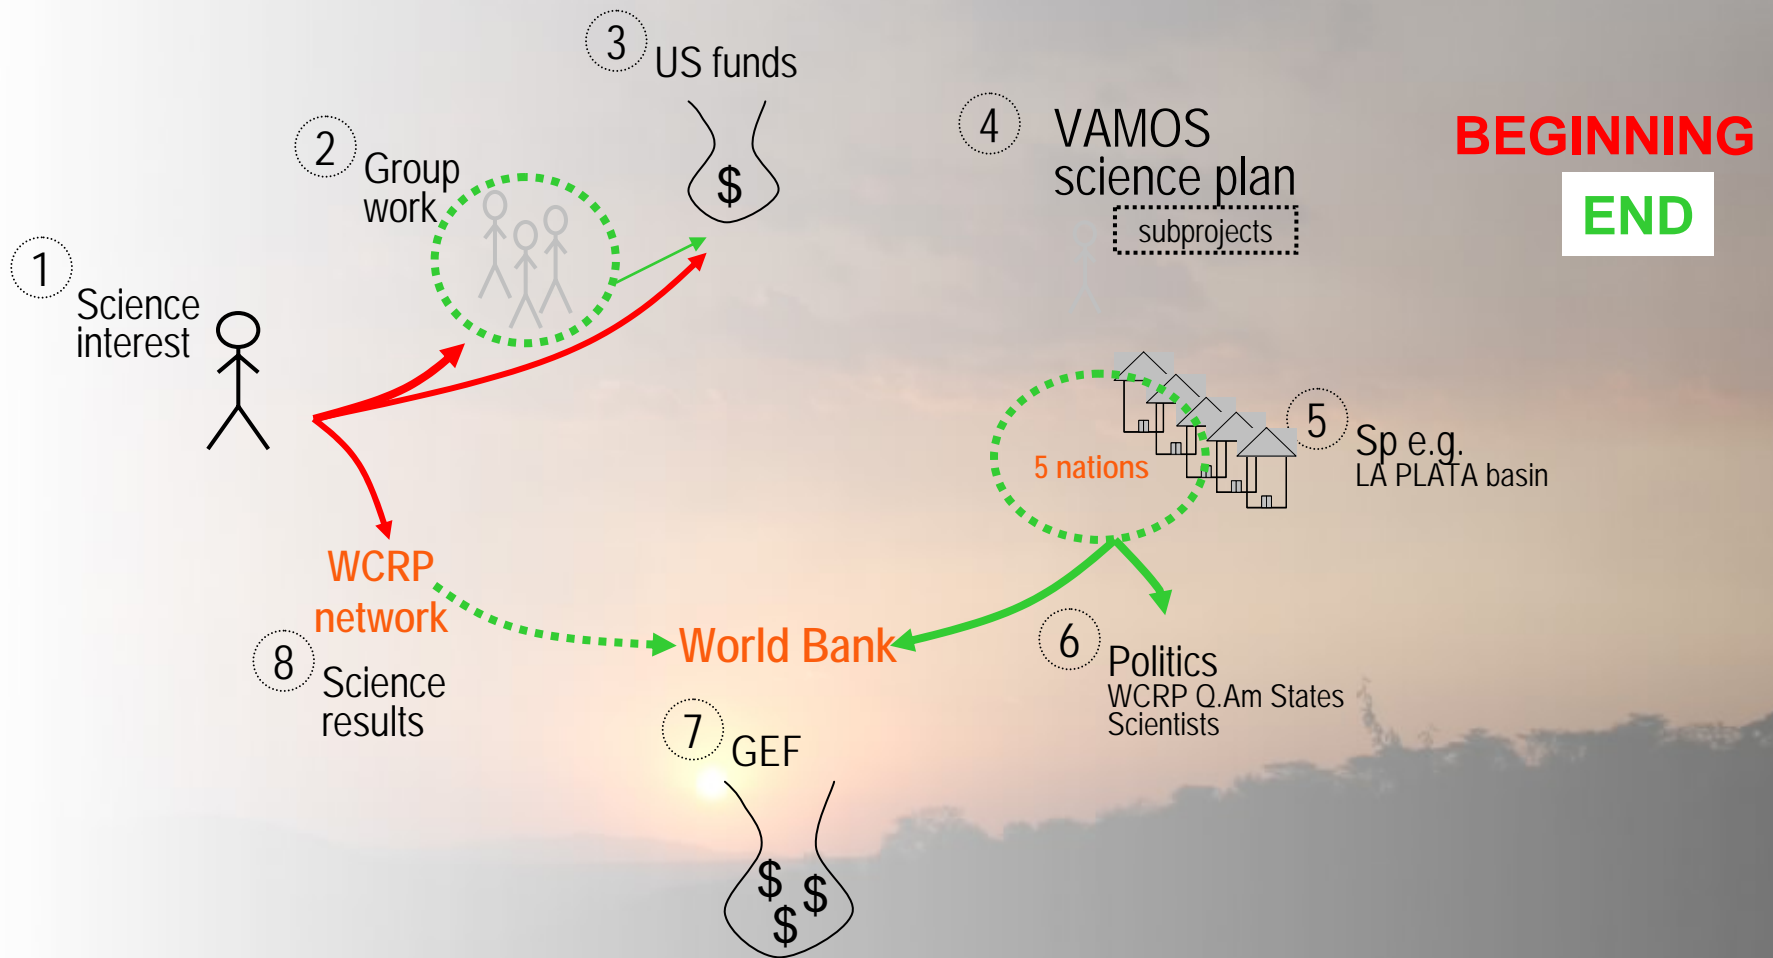 1
Science
interest
2
Group
work
3
US funds
$
4
VAMOS
science plan
subprojects
BEGINNING
END
5 nations
5
Sp e.g.
LA PLATA basin
WCRP
network
World Bank
6
Politics
WCRP Q.Am States
Scientists
7
GEF
$
$
$
8
Science
results